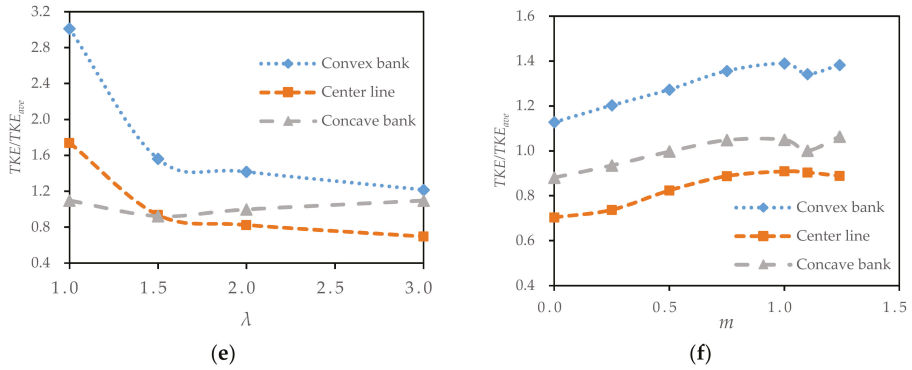 3.2
2.8
2.4
2.0
1.6
1.2
0.8
0.4
TKE/TKE_ave
1.0 1.5 2.0 2.5 3.0
λ
Convex bank
Center line
Concave bank
(e)
1.6
1.4
1.2
1.0
0.8
0.6
0.4
TKE/TKE_ave
0.0 0.5 1.0 1.5
m
Convex bank
Center line
Concave bank
(f)